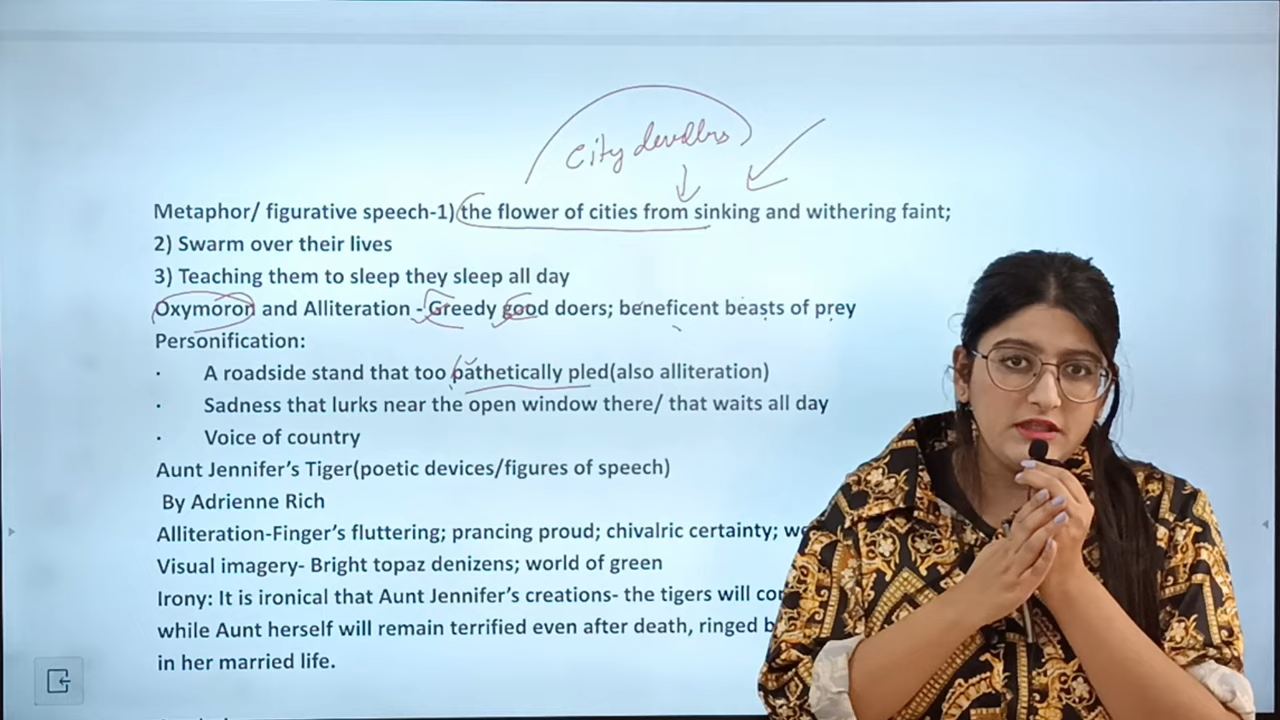 City dewllers
Metaphor/ figurative speech-1) the flower of cities from sinking and withering faint;
2) Swarm over their lives
3) Teaching them to sleep they sleep all day
Oxymoron and Alliteration - Greedy good doers; beneficent beasts of prey
Personification:
· A roadside stand that too pathetically pled(also alliteration)
· Sadness that lurks near the open window there/ that waits all day
· Voice of country
Aunt Jennifer's Tiger(poetic devices/figures of speech)
By Adrienne Rich
Alliteration-Finger's fluttering; prancing proud; chivalric certainty;
Visual imagery- Bright topaz denizens; world of green
Irony: It is ironical that Aunt Jennifer's creations- the tigers will
while Aunt herself will remain terrified even after death, ringed
in her married life.